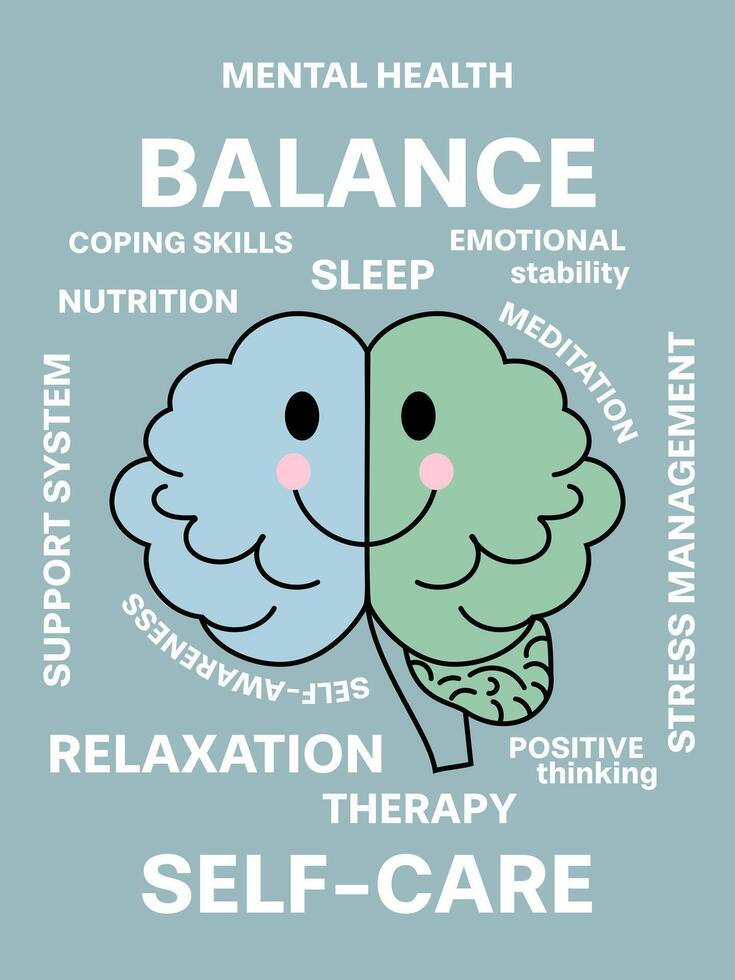 MENTAL HEALTH
BALANCE
COPING SKILLS
EMOTIONAL
stability
SLEEP
NUTRITION
MEDITATION
SUPPORT SYSTEM
STRESS MANAGEMENT
SELF-AWARENESS
RELAXATION
POSITIVE
thinking
THERAPY
SELF-CARE